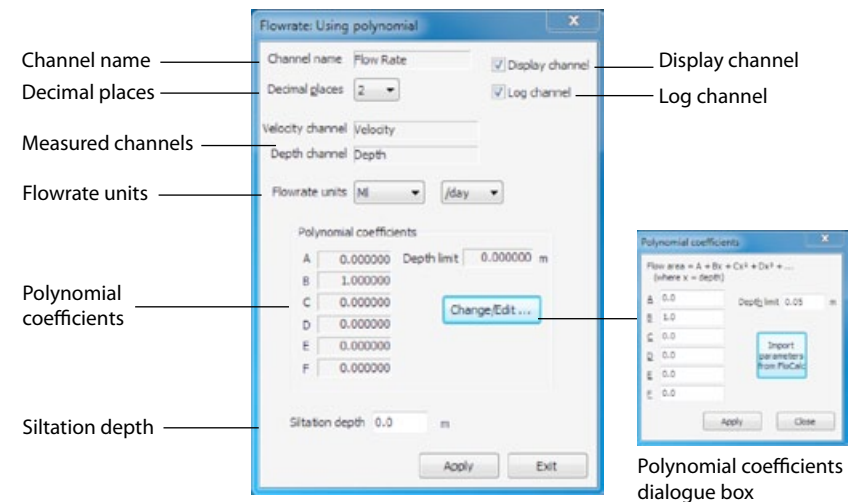 Flowrate: Using polynomial
x
Channel name
Channel name Flow Rate
Display channel
Display channel
Decimal places
Decimal places 2
Log channel
Log channel
Measured channels
Velocity channel Velocity
Depth channel Depth
Flowrate units
Flowrate units Ml /day
Polynomial coefficients
Polynomial
coefficients
A 0.000000 Depth limit 0.000000 m
B 1.000000
C 0.000000
Change/Edit ...
D 0.000000
E 0.000000
F 0.000000
Siltation depth
Siltation depth 0.0 m
Apply Exit
Polynomial coefficients
x
Flow area = A + Bx + Cx² + Dx³ + ...
(where x = depth)
A 0.0 Depth limit 0.05 m
B 1.0
C 0.0
D 0.0
E 0.0
F 0.0
Import
parameters
from FloCalc
Apply Close
Polynomial coefficients
dialogue box